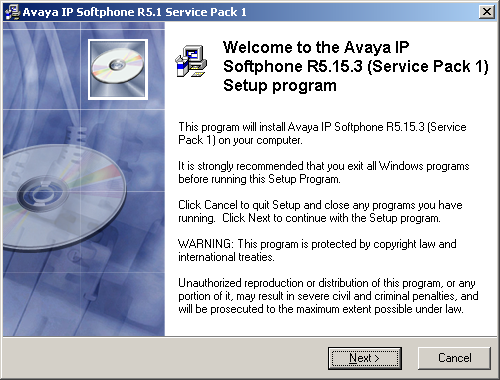 Avaya IP Softphone R5.1 Service Pack 1
Welcome to the Avaya IP
Softphone R5.15.3 (Service Pack 1)
Setup program
This program will install Avaya IP Softphone R5.15.3 (Service
Pack 1) on your computer.
It is strongly recommended that you exit all Windows programs
before running this Setup Program.
Click Cancel to quit Setup and close any programs you have
running. Click Next to continue with the Setup program.
WARNING: This program is protected by copyright law and
international treaties.
Unauthorized reproduction or distribution of this program, or any
portion of it, may result in severe civil and criminal penalties, and
will be prosecuted to the maximum extent possible under law.
Next >
Cancel